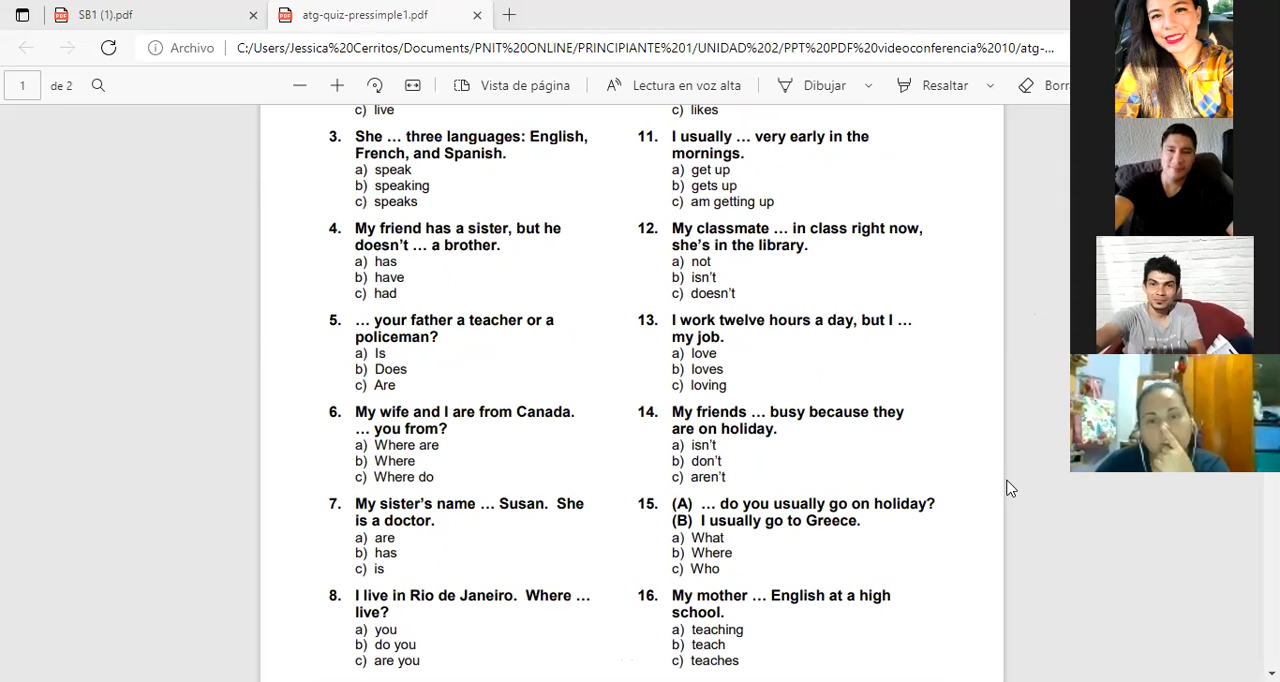 SB1 (1).pdf
atg-quiz-pressimple1.pdf
Archivo
C:/Users/Jessica%20Cerritos/Documents/PNIT%20ONLINE/PRINCIPIANTE%201/UNIDAD%202/PPT%20PDF%20videoconferencia%2010/atg-...
1 de 2
Vista de página
Lectura en voz alta
Dibujar
Resaltar
Borr
c) live
3. She ... three languages: English,
French, and Spanish.
a) speak
b) speaking
c) speaks
4. My friend has a sister, but he
doesn't ... a brother.
a) has
b) have
c) had
5. ... your father a teacher or a
policeman?
a) Is
b) Does
c) Are
6. My wife and I are from Canada.
... you from?
a) Where are
b) Where
c) Where do
7. My sister's name ... Susan. She
is a doctor.
a) are
b) has
c) is
8. I live in Rio de Janeiro. Where ...
live?
a) you
b) do you
c) are you
c) likes
11. I usually ... very early in the
mornings.
a) get up
b) gets up
c) am getting up
12. My classmate ... in class right now,
she's in the library.
a) not
b) isn't
c) doesn't
13. I work twelve hours a day, but I ...
my job.
a) love
b) loves
c) loving
14. My friends ... busy because they
are on holiday.
a) isn't
b) don't
c) aren't
15. (A) ... do you usually go on holiday?
(B) I usually go to Greece.
a) What
b) Where
c) Who
16. My mother ... English at a high
school.
a) teaching
b) teach
c) teaches